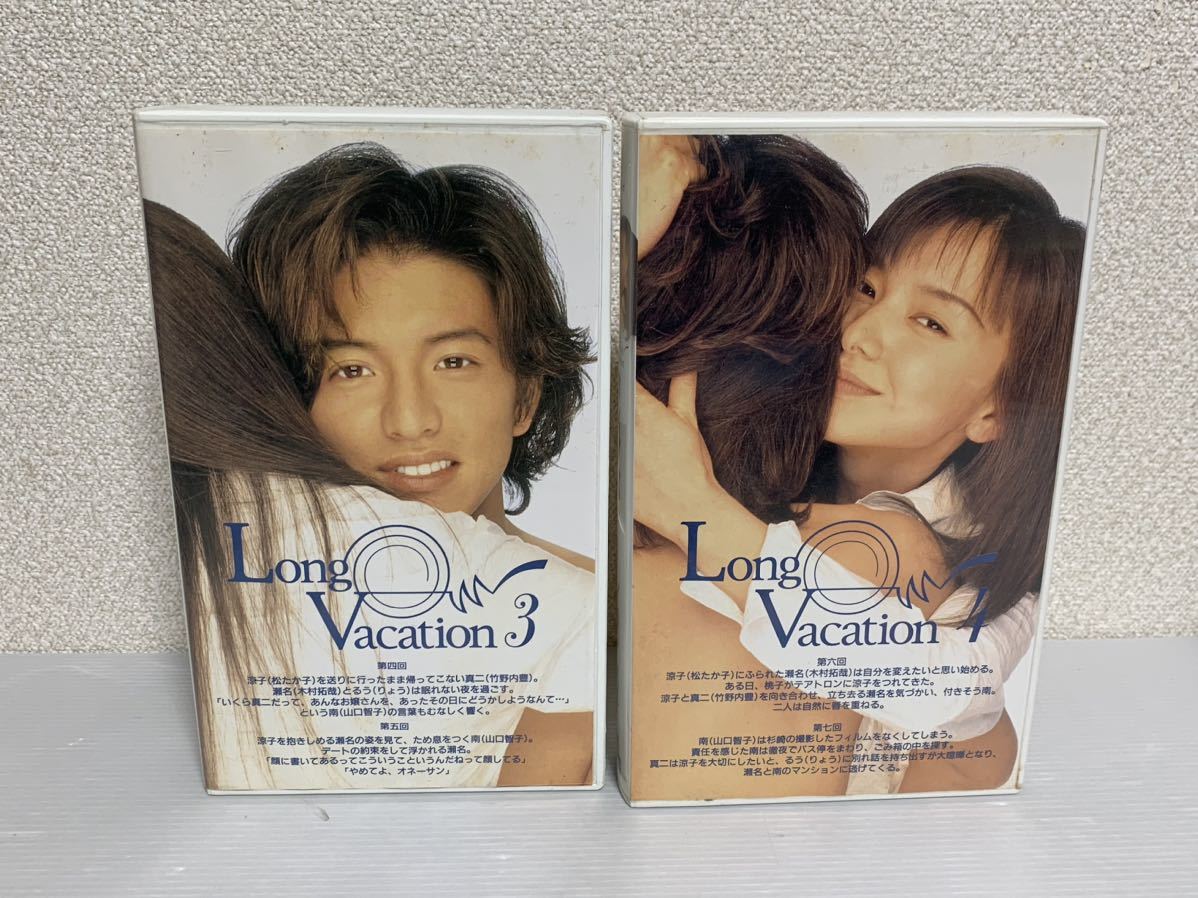 Long
Vacation 3
第四回
涼子(松たか子)を送りに行ったまま帰ってこない真二(竹野内豊)。
瀬名(木村拓哉)とるう(りょう)は眠れない夜を過ごす。
「いくら真二だって、あんなお嬢さんを、あったその日にどうかしようなんて…」
という南(山口智子)の言葉もむなしく響く。
第五回
涼子を抱きしめる瀬名の姿を見て、ため息をつく南(山口智子)。
デートの約束をして浮かれる瀬名。
「顔に書いてあるってこういうこというんだねって顔してる」
「やめてよ、オネーサン」
Long
Vacation 4
第六回
涼子(松たか子)にふられた瀬名(木村拓哉)は自分を変えたいと思い始める。
ある日、桃子がテアトロンに涼子をつれてきた。
涼子と真二(竹野内豊)を向き合わせ、立ち去る瀬名を気づかい、付きそう南。
二人は自然に唇を重ねる。
第七回
南(山口智子)は杉崎の撮影したフィルムをなくしてしまう。
責任を感じた南は徹夜でバス停をまわり、ごみ箱の中を探す。
真二は涼子を大切にしたいと、るう(りょう)に別れ話を持ち出すが大喧嘩となり、
瀬名と南のマンションに逃げてくる。